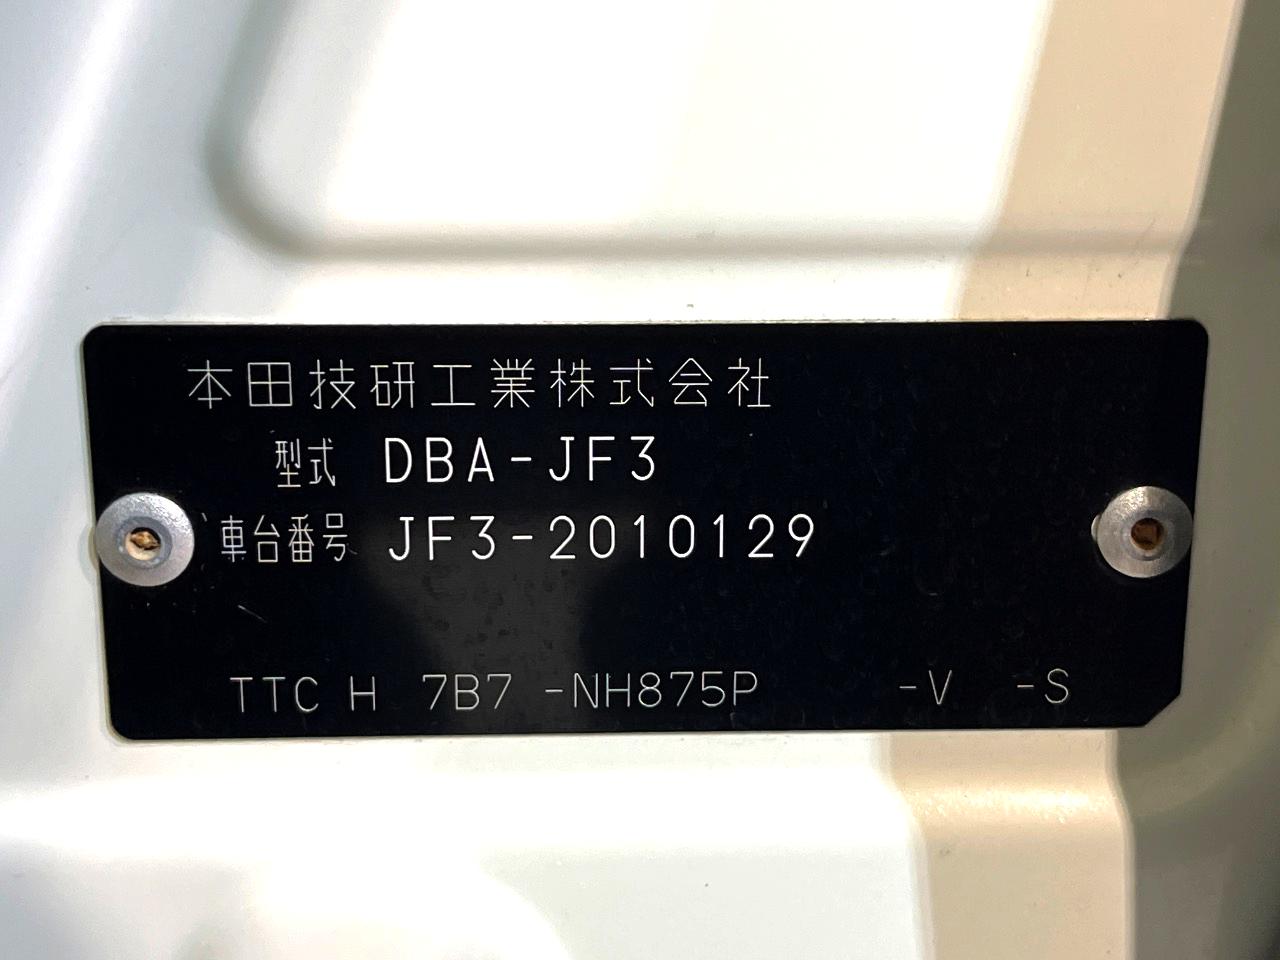 本田技研工業株式会社
型式 DBA-JF3
車台番号 JF3-2010129
TTC H 7B7 -NH875P -V -S